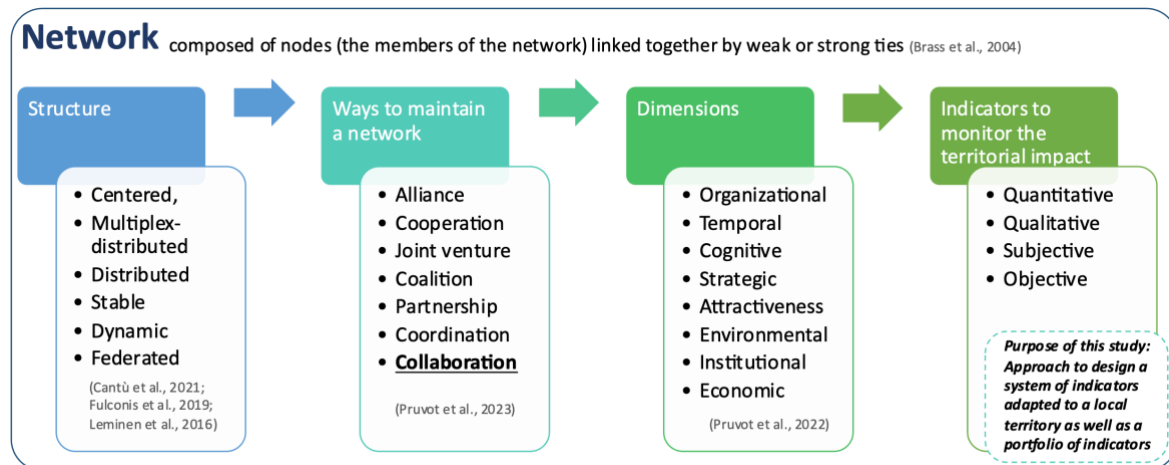 Network composed of nodes (the members of the network) linked together by weak or strong ties (Brass et al., 2004)
Structure
• Centered,
• Multiplex-
distributed
• Distributed
• Stable
• Dynamic
• Federated
(Cantù et al., 2021;
Fulconis et al., 2019;
Leminen et al., 2016)
Ways to maintain
a network
• Alliance
• Cooperation
• Joint venture
• Coalition
• Partnership
• Coordination
• Collaboration
(Pruvot et al., 2023)
Dimensions
• Organizational
• Temporal
• Cognitive
• Strategic
• Attractiveness
• Environmental
• Institutional
• Economic
(Pruvot et al., 2022)
Indicators to
monitor the
territorial impact
• Quantitative
• Qualitative
• Subjective
• Objective
Purpose of this study:
Approach to design a
system of indicators
adapted to a local
territory as well as a
portfolio of indicators